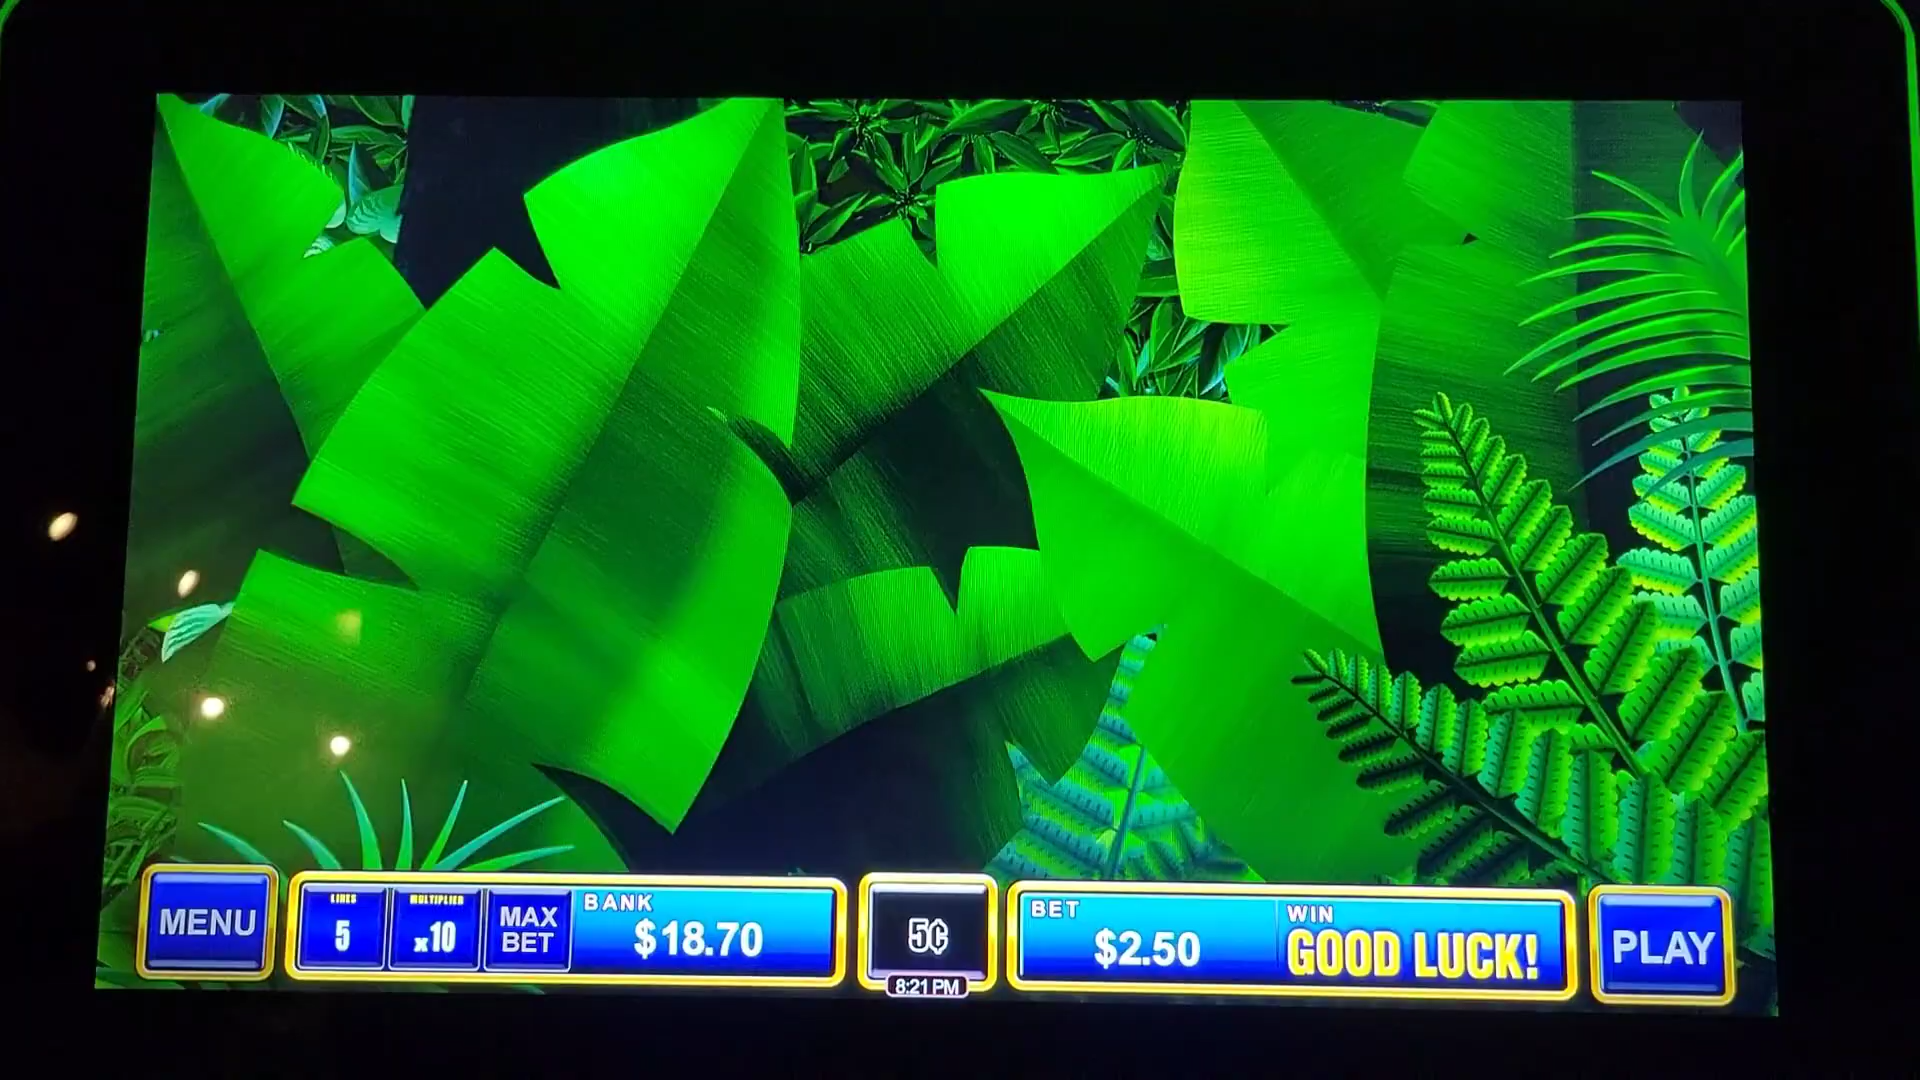 MENU
LINES
5
MULTIPLIER
x10
MAX
BET
BANK
$18.70
5¢
8:21 PM
BET
$2.50
WIN
GOOD LUCK!
PLAY